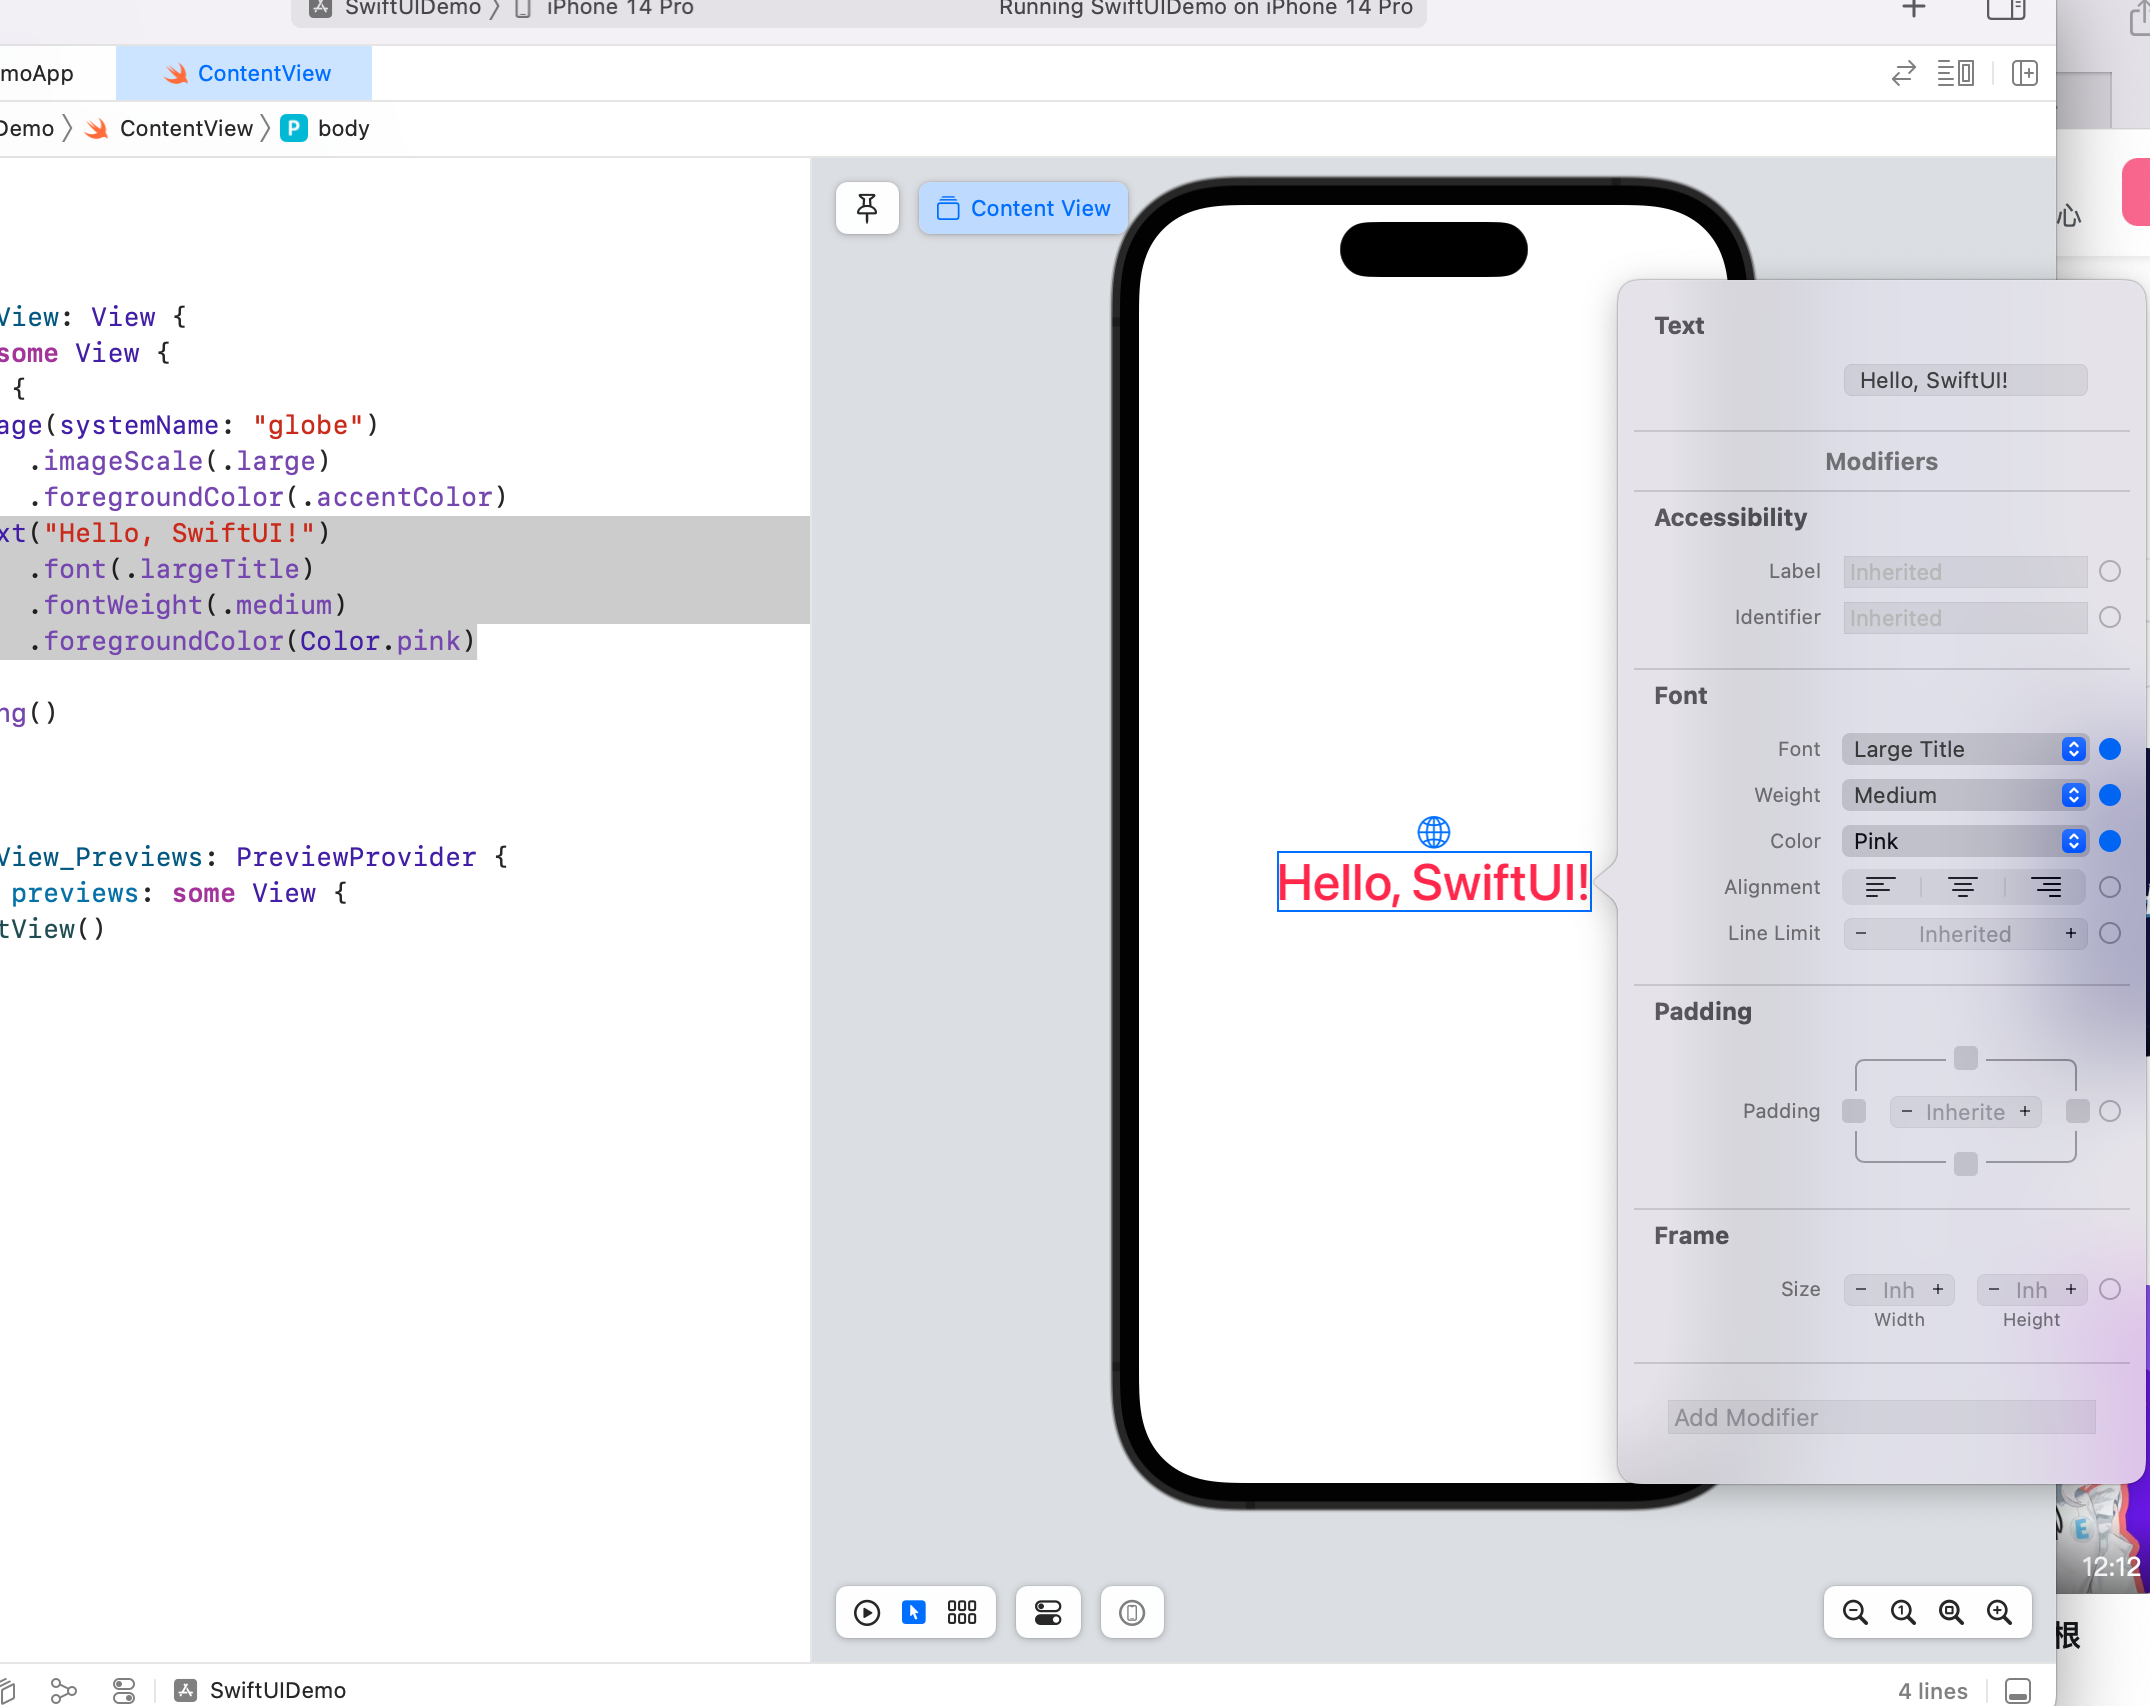 SwiftUIDemo 〉 iPhone 14 Pro
Running SwiftUIDemo on iPhone 14 Pro
moApp
ContentView
Demo 〉 ContentView 〉 P body
View: View {
some View {
{
age(systemName: "globe")
.imageScale(.large)
.foregroundColor(.accentColor)
xt("Hello, SwiftUI!")
.font(.largeTitle)
.fontWeight(.medium)
.foregroundColor(Color.pink)
ng()
View_Previews: PreviewProvider {
previews: some View {
tView()
Content View
Hello, SwiftUI!
Text
Hello, SwiftUI!
Modifiers
Accessibility
Label Inherited
Identifier Inherited
Font
Font Large Title
Weight Medium
Color Pink
Alignment
Line Limit − Inherited +
Padding
Padding − Inherite +
Frame
Size − Inh + − Inh +
Width Height
Add Modifier
心
E
12:12
根
SwiftUIDemo
4 lines